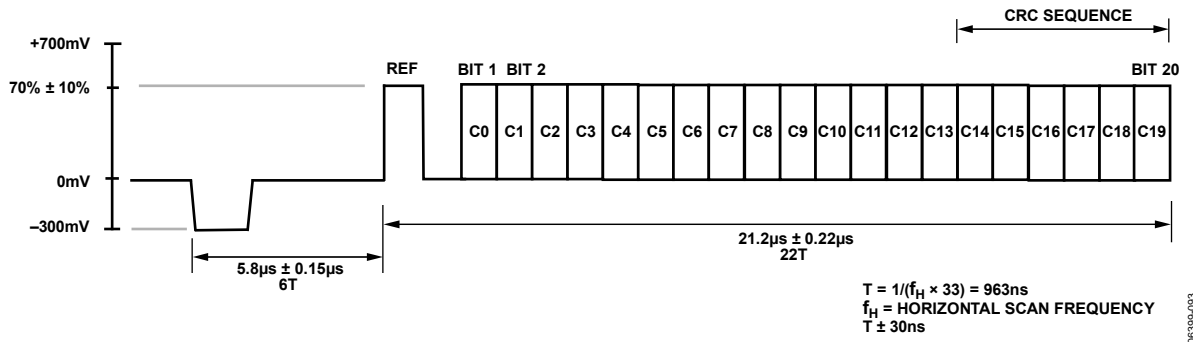 CRC SEQUENCE
+700mV
REF
BIT 1 BIT 2
BIT 20
70% ± 10%
C0 C1 C2 C3 C4 C5 C6 C7 C8 C9 C10 C11 C12 C13 C14 C15 C16 C17 C18 C19
0mV
–300mV
21.2µs ± 0.22µs
22T
5.8µs ± 0.15µs
6T
T = 1/(fH × 33) = 963ns
fH = HORIZONTAL SCAN FREQUENCY
T ± 30ns
06399-093